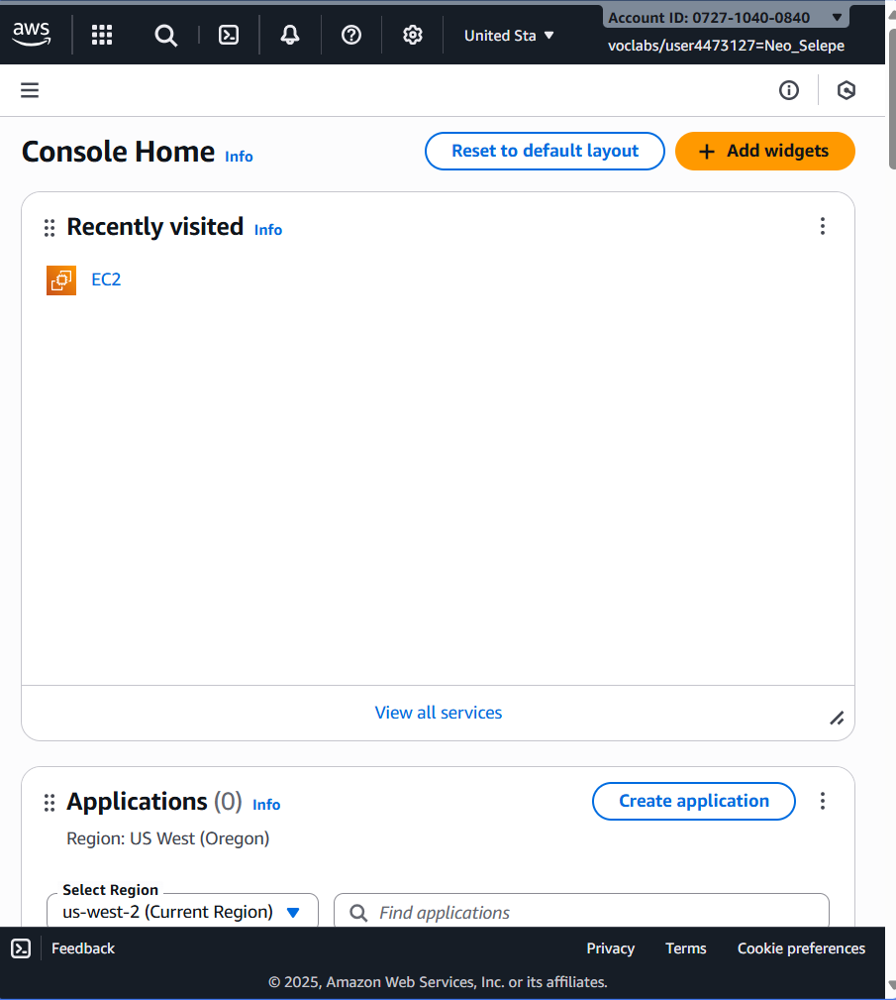 aws
United Sta
Account ID: 0727-1040-0840
voclabs/user4473127=Neo_Selepe
Console Home Info
Reset to default layout
+ Add widgets
Recently visited Info
EC2
View all services
Applications (0) Info
Create application
Region: US West (Oregon)
Select Region
us-west-2 (Current Region)
Find applications
Feedback
Privacy
Terms
Cookie preferences
© 2025, Amazon Web Services, Inc. or its affiliates.